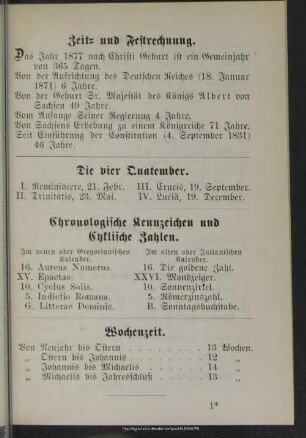 Zeit= und Festrechnung.
Das Jahr 1877 nach Christi Geburt ist ein Gemeinjahr
von 365 Tagen.
Von der Aufrichtung des Deutschen Reiches (18. Januar
1871) 6 Jahre.
Von der Geburt Sr. Majestät des Königs Albert von
Sachsen 49 Jahre.
Vom Anfange Seiner Regierung 4 Jahre.
Von Sachsens Erhebung zu einem Königreiche 71 Jahre.
Seit Einführung der Constitution (4. September 1831)
46 Jahre.
Die vier Quatember.
I. Reminiscere, 21. Febr. III. Crucis, 19. September.
II. Trinitatis, 23. Mai. IV. Luciä, 19. December.
Chronologische Kennzeichen und
Cyklische Zahlen.
Im neuen oder Gregorianischen Kalender.
16. Aureus Numerus.
XV. Epactae.
10. Cyclus Solis.
5. Indictio Romana.
G. Litterae Dominic.
Im alten oder Julianischen Kalender.
16. Die goldene Zahl.
XXVI. Mondzeiger.
10. Sonnenzirkel.
5. Römerzinszahl.
B. Sonntagsbuchstabe.
Wochenzeit.
Von Neujahr bis Ostern . . . . . . . . 13 Wochen.
„ Ostern bis Johannis . . . . . . . . 12 „
„ Johannis bis Michaelis . . . . . . 14 „
„ Michaelis bis Jahresschluß . . . . 13 „
1*